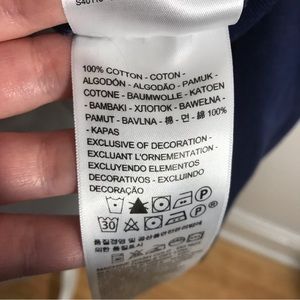 100% COTTON - COTON -
ALGODÓN - ALGODÃO - PAMUK -
COTONE - BAUMWOLLE - KATOEN
- BAMBAKI - ХЛОПОК - BAWEŁNA -
PAMUT - BAVLNA - 棉 - 면 - 綿 100%
- KAPAS
EXCLUSIVE OF DECORATION -
EXCLUANT L'ORNEMENTATION -
EXCLUYENDO ELEMENTOS
DECORATIVOS - EXCLUINDO
DECORAÇÃO
30
P